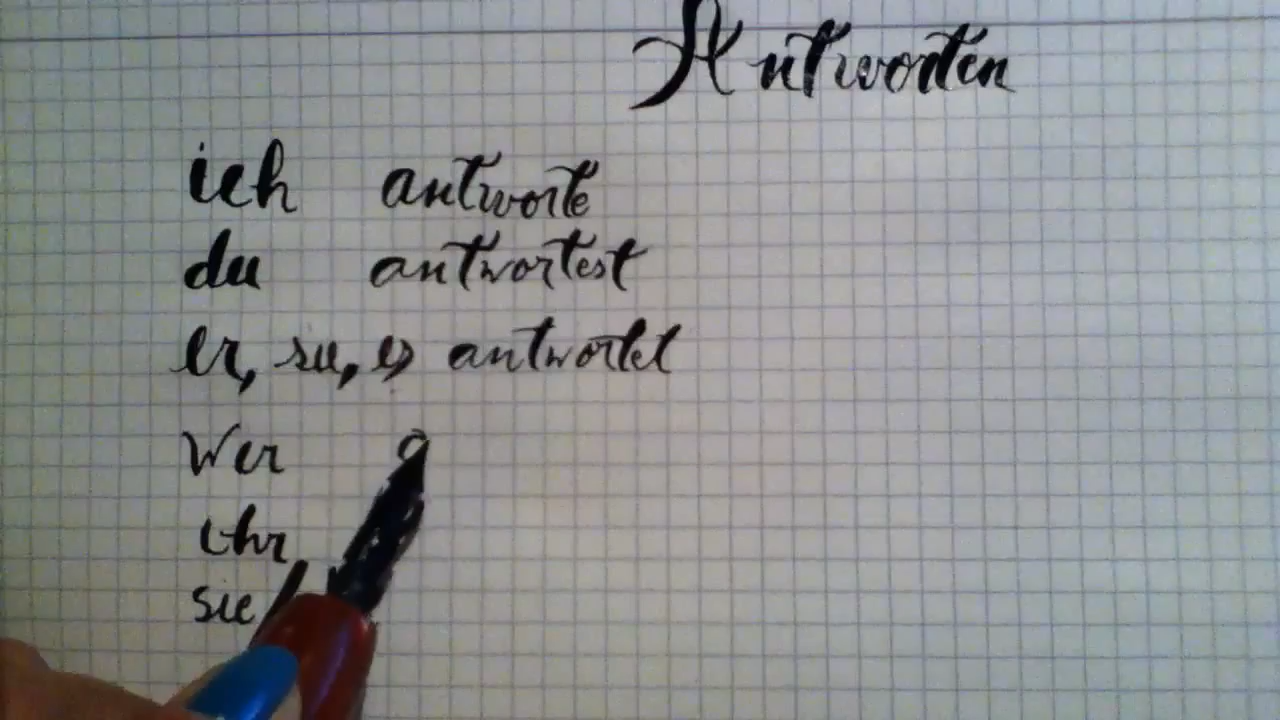 Antworten
ich antworte
du antwortest
er, sie, es antwortet
Wir a
ihr
sie/